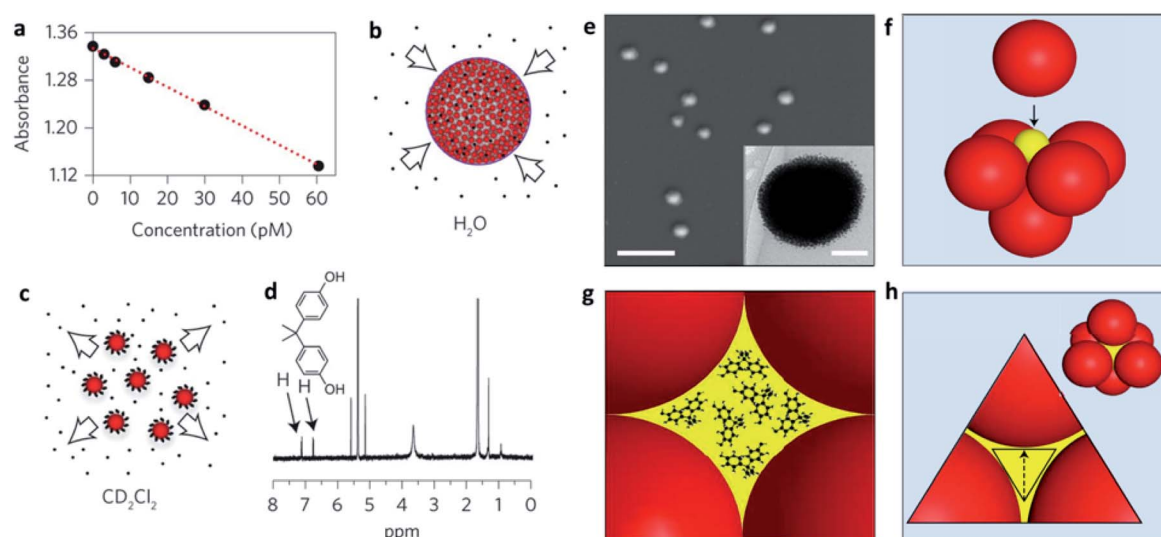 a
1.36
1.28
1.20
1.12
Absorbance
0 10 20 30 40 50 60
Concentration (pM)
b
H₂O
c
CD₂Cl₂
d
OH
OH
H H
8 7 6 5 4 3 2 1 0
ppm
e
f
g
h